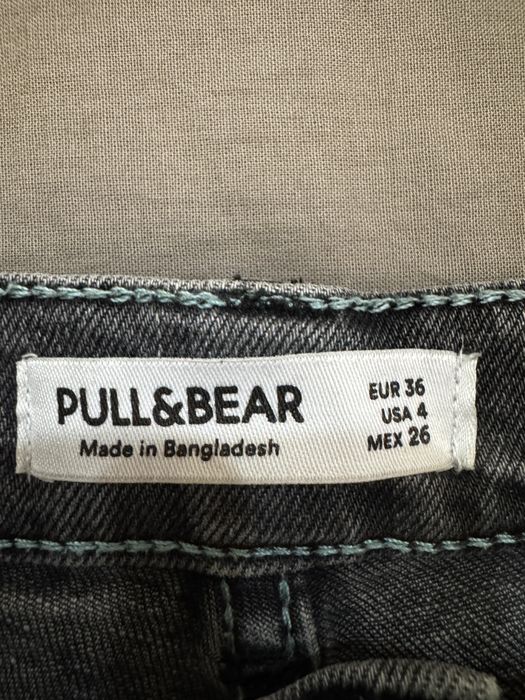 PULL&BEAR
Made in Bangladesh
EUR 36
USA 4
MEX 26